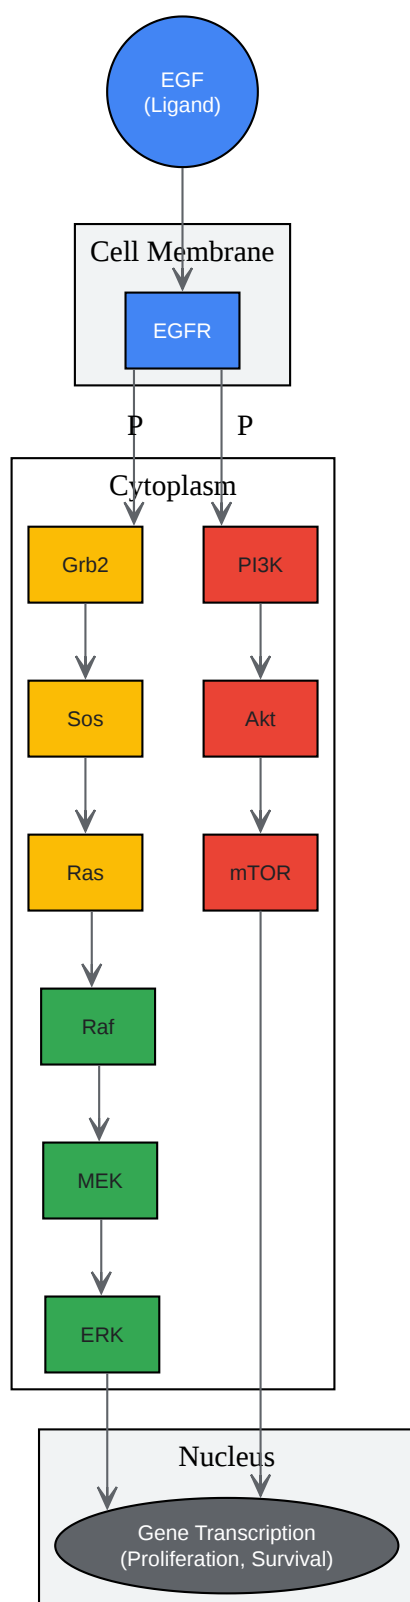 EGF
(Ligand)
Cell Membrane
EGFR
P P
Cytoplasm
Grb2 PI3K
Sos Akt
Ras mTOR
Raf
MEK
ERK
Nucleus
Gene Transcription
(Proliferation, Survival)